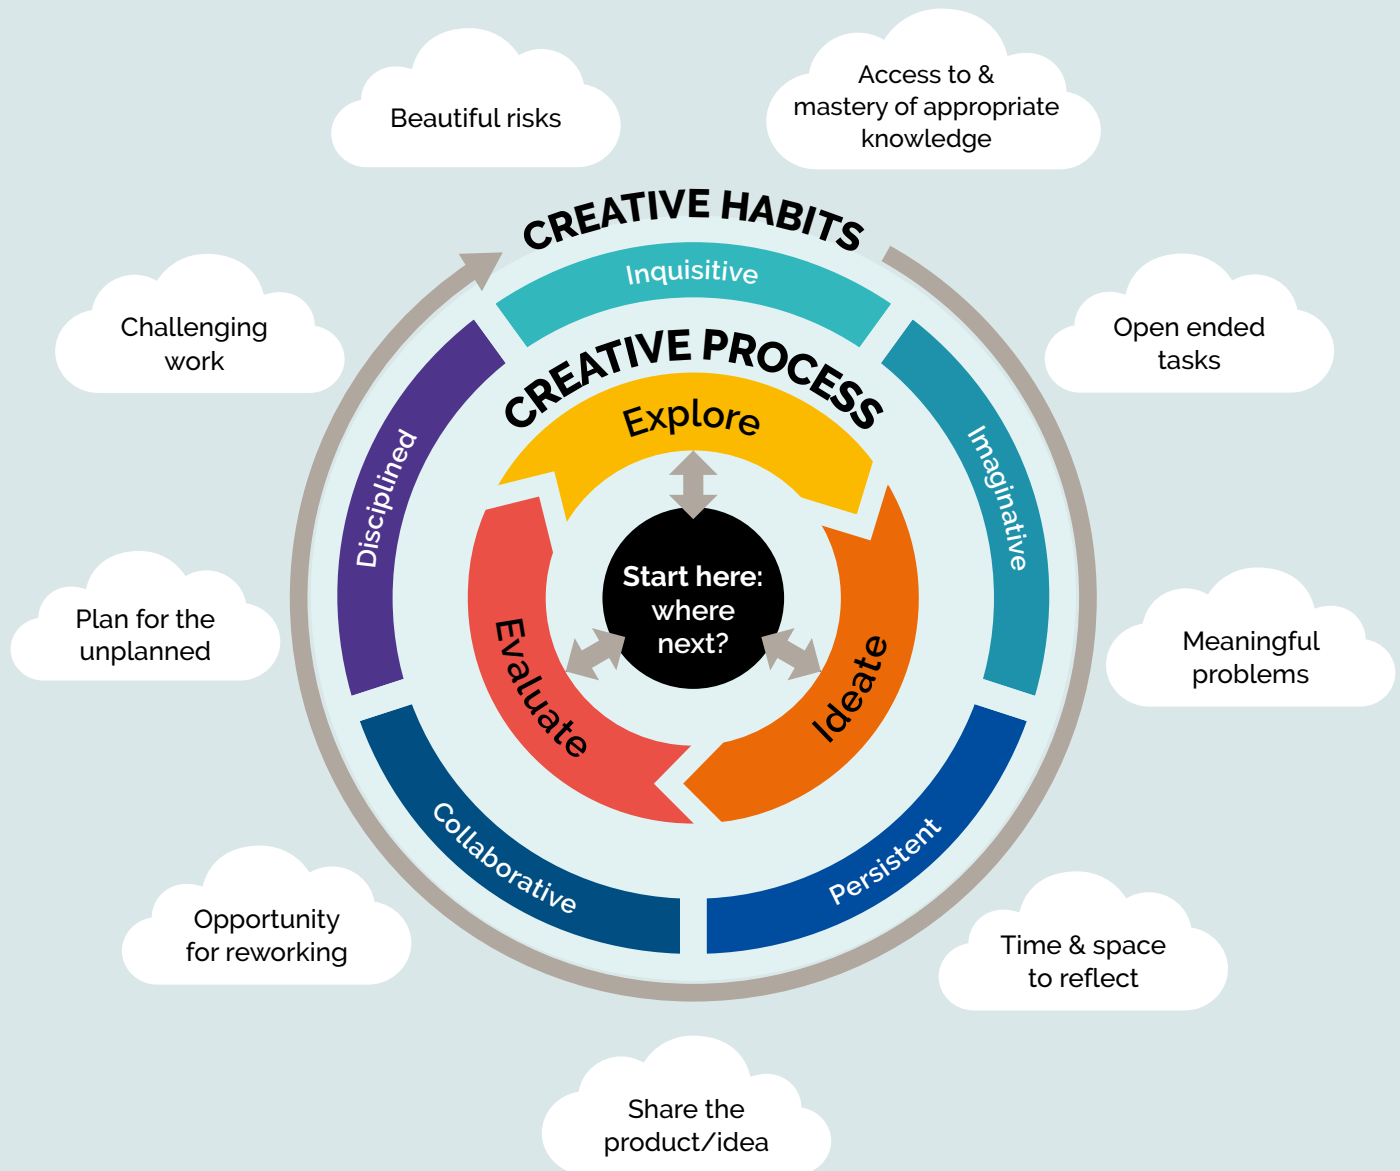 Beautiful risks
Access to &
mastery of appropriate
knowledge
CREATIVE HABITS
Inquisitive
Challenging
work
Open ended
tasks
CREATIVE PROCESS
Explore
Disciplined
Imaginative
Start here:
where
next?
Plan for the
unplanned
Meaningful
problems
Evaluate
Ideate
Collaborative
Persistent
Opportunity
for reworking
Time & space
to reflect
Share the
product/idea